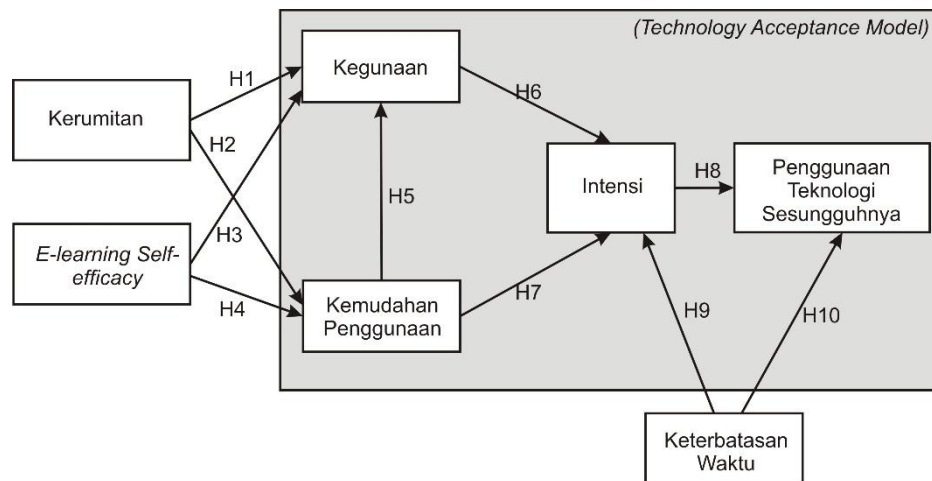 (Technology Acceptance Model)
Kegunaan
H1
H6
Kerumitan
H2
Intensi
H8
Penggunaan
Teknologi
Sesungguhnya
H5
E-learning Self-
efficacy
H3
H4
Kemudahan
Penggunaan
H7
H9
H10
Keterbatasan
Waktu